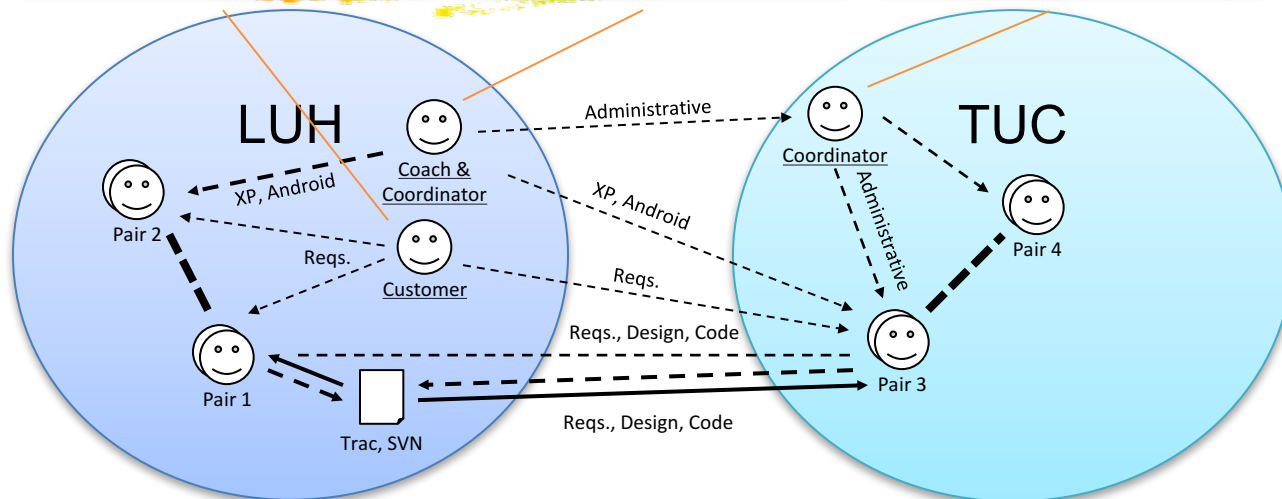 LUH
TUC
Administrative
Coach &
Coordinator
Coordinator
XP, Android
XP, Android
Administrative
Pair 2
Pair 4
Reqs.
Customer
Reqs.
Reqs., Design, Code
Pair 1
Pair 3
Trac, SVN
Reqs., Design, Code